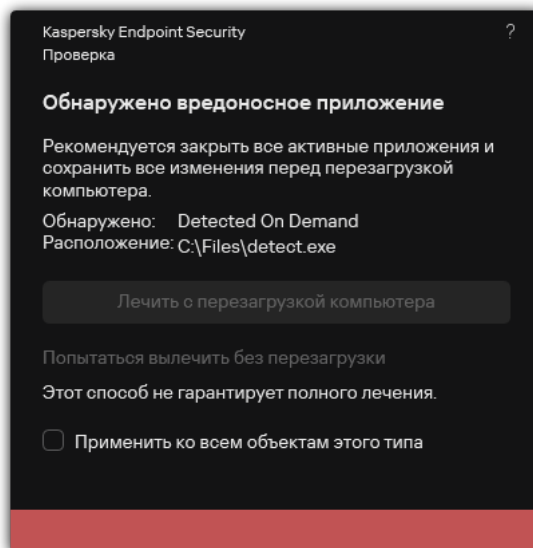 Kaspersky Endpoint Security
?
Проверка
Обнаружено вредоносное приложение
Рекомендуется закрыть все активные приложения и
сохранить все изменения перед перезагрузкой
компьютера.
Обнаружено: Detected On Demand
Расположение: C:\Files\detect.exe
Лечить с перезагрузкой компьютера
Попытаться вылечить без перезагрузки
Этот способ не гарантирует полного лечения.
Применить ко всем объектам этого типа